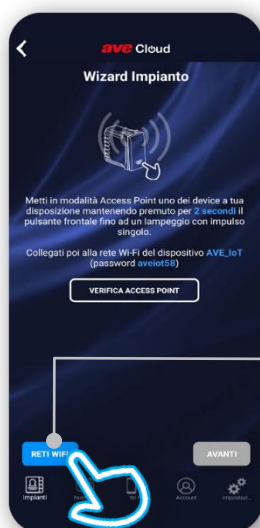 ave Cloud
Wizard Impianto
Metti in modalità Access Point uno dei device a tua
disposizione mantenendo premuto per 2 secondi il
pulsante frontale fino ad un lampeggio con impulso
singolo.
Collegati poi alla rete Wi-Fi del dispositivo AVE_IoT
(password aveiot58)
VERIFICA ACCESS POINT
RETI WIFI
AVANTI
Impianti
Account